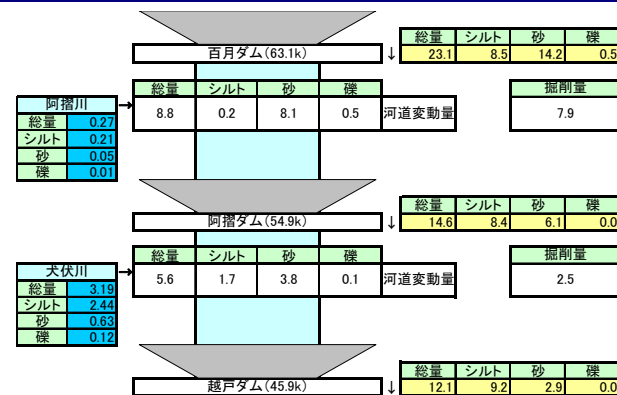 総量 シルト 砂 礫
百月ダム(63.1k) ↓ 23.1 8.5 14.2 0.5
総量 シルト 砂 礫 掘削量
阿摺川 → 8.8 0.2 8.1 0.5 河道変動量 7.9
総量 0.27
シルト 0.21
砂 0.05
礫 0.01
総量 シルト 砂 礫
阿摺ダム(54.9k) ↓ 14.6 8.4 6.1 0.0
総量 シルト 砂 礫 掘削量
犬伏川 → 5.6 1.7 3.8 0.1 河道変動量 2.5
総量 3.19
シルト 2.44
砂 0.63
礫 0.12
総量 シルト 砂 礫
越戸ダム(45.9k) ↓ 12.1 9.2 2.9 0.0